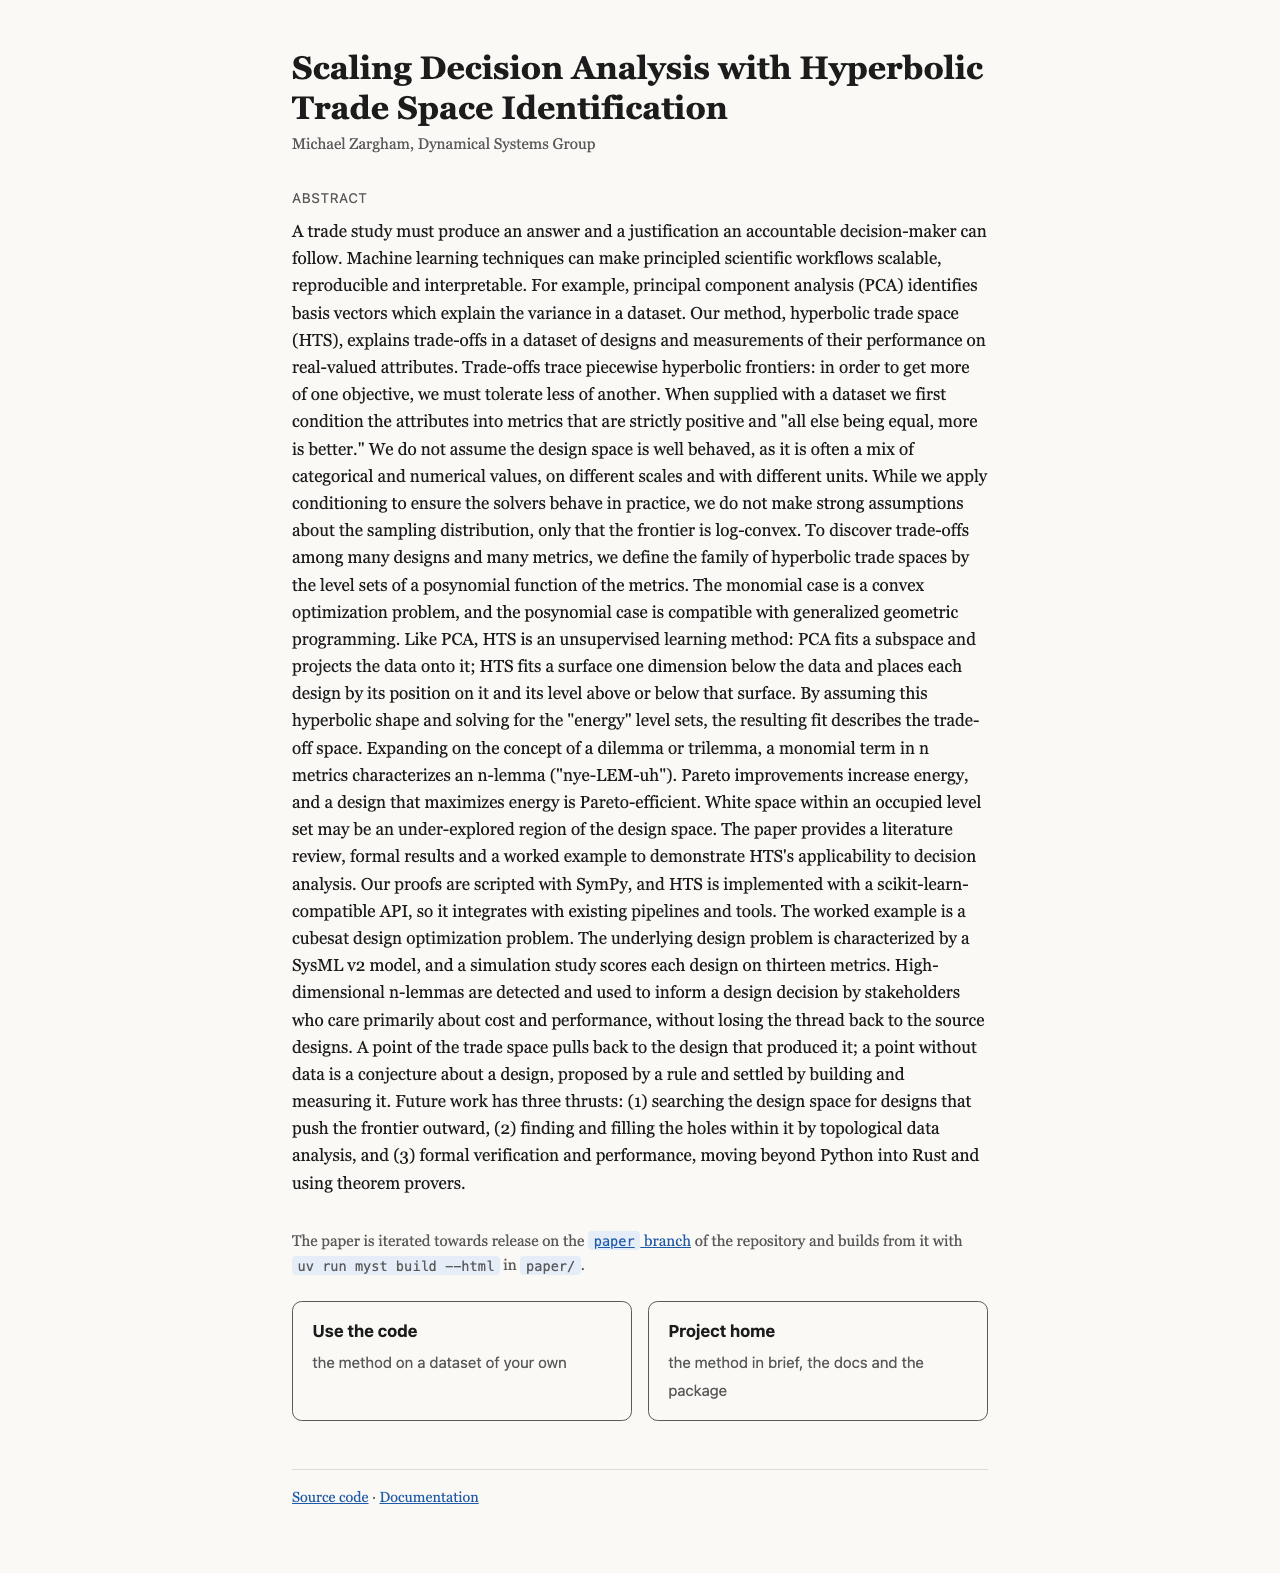 Scaling Decision Analysis with Hyperbolic
Trade Space Identification
Michael Zargham, Dynamical Systems Group
ABSTRACT
A trade study must produce an answer and a justification an accountable decision-maker can
follow. Machine learning techniques can make principled scientific workflows scalable,
reproducible and interpretable. For example, principal component analysis (PCA) identifies
basis vectors which explain the variance in a dataset. Our method, hyperbolic trade space
(HTS), explains trade-offs in a dataset of designs and measurements of their performance on
real-valued attributes. Trade-offs trace piecewise hyperbolic frontiers: in order to get more
of one objective, we must tolerate less of another. When supplied with a dataset we first
condition the attributes into metrics that are strictly positive and "all else being equal, more
is better." We do not assume the design space is well behaved, as it is often a mix of
categorical and numerical values, on different scales and with different units. While we apply
conditioning to ensure the solvers behave in practice, we do not make strong assumptions
about the sampling distribution, only that the frontier is log-convex. To discover trade-offs
among many designs and many metrics, we define the family of hyperbolic trade spaces by
the level sets of a posynomial function of the metrics. The monomial case is a convex
optimization problem, and the posynomial case is compatible with generalized geometric
programming. Like PCA, HTS is an unsupervised learning method: PCA fits a subspace and
projects the data onto it; HTS fits a surface one dimension below the data and places each
design by its position on it and its level above or below that surface. By assuming this
hyperbolic shape and solving for the "energy" level sets, the resulting fit describes the trade-
off space. Expanding on the concept of a dilemma or trilemma, a monomial term in n
metrics characterizes an n-lemma ("nye-LEM-uh"). Pareto improvements increase energy,
and a design that maximizes energy is Pareto-efficient. White space within an occupied level
set may be an under-explored region of the design space. The paper provides a literature
review, formal results and a worked example to demonstrate HTS's applicability to decision
analysis. Our proofs are scripted with SymPy, and HTS is implemented with a scikit-learn-
compatible API, so it integrates with existing pipelines and tools. The worked example is a
cubesat design optimization problem. The underlying design problem is characterized by a
SysML v2 model, and a simulation study scores each design on thirteen metrics. High-
dimensional n-lemmas are detected and used to inform a design decision by stakeholders
who care primarily about cost and performance, without losing the thread back to the source
designs. A point of the trade space pulls back to the design that produced it; a point without
data is a conjecture about a design, proposed by a rule and settled by building and
measuring it. Future work has three thrusts: (1) searching the design space for designs that
push the frontier outward, (2) finding and filling the holes within it by topological data
analysis, and (3) formal verification and performance, moving beyond Python into Rust and
using theorem provers.
The paper is iterated towards release on the paper branch of the repository and builds from it with
uv run myst build --html in paper/.
Use the code
the method on a dataset of your own
Project home
the method in brief, the docs and the
package
Source code · Documentation